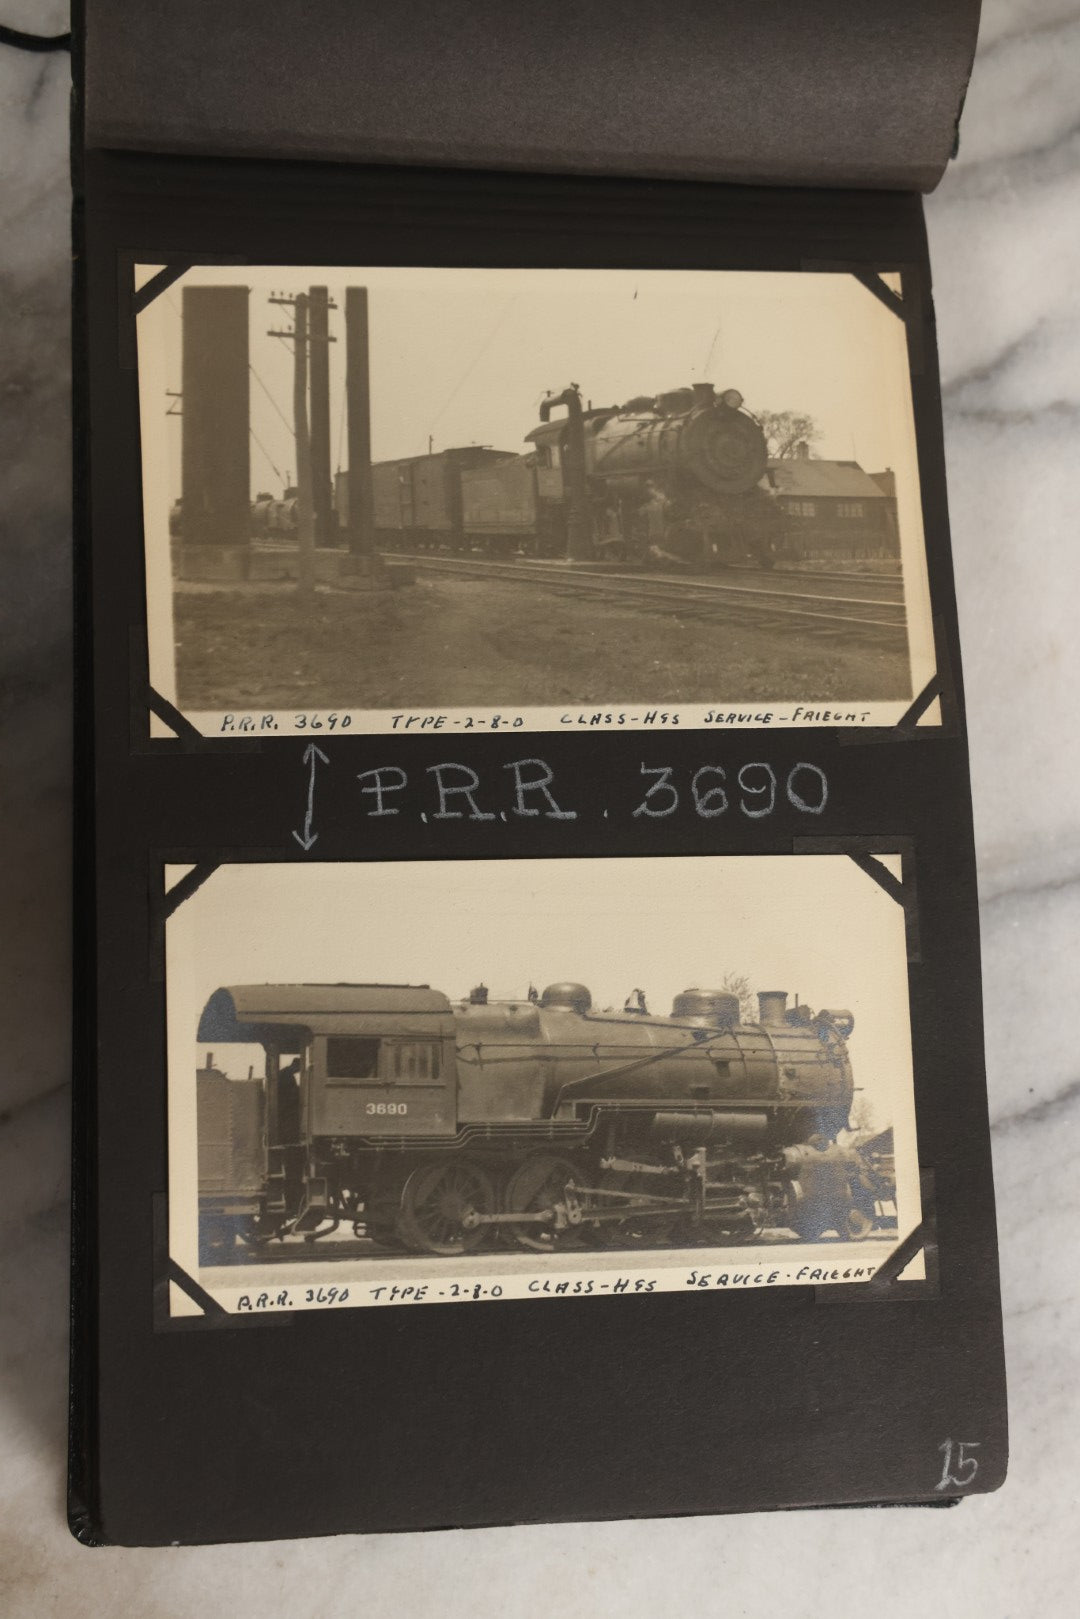 P.R.R. 3690 TYPE-2-8-0 CLASS-H9S SERVICE-FRIEGHT
P.R.R. 3690
3690
P.R.R. 3690 TYPE-2-8-0 CLASS-H9S SERVICE-FRIEGHT
15